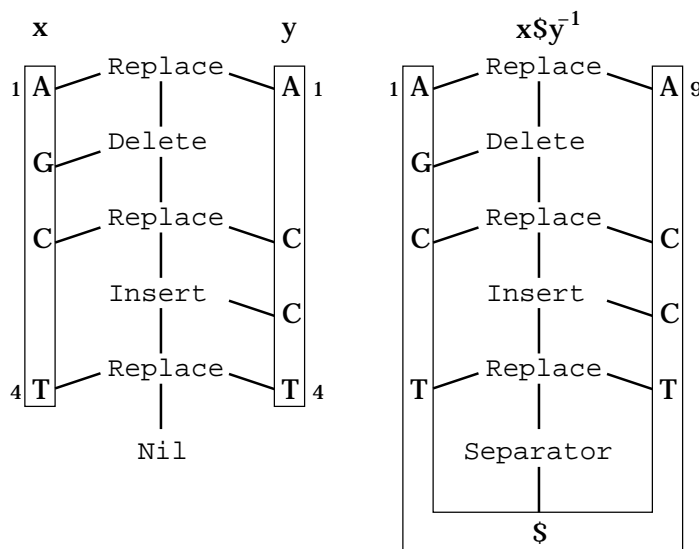 x y x$y⁻¹
1 A Replace A 1 1 A Replace A 9
G Delete G Delete
C Replace C C Replace C
Insert C Insert C
4 T Replace T 4 T Replace T
Nil Separator
$